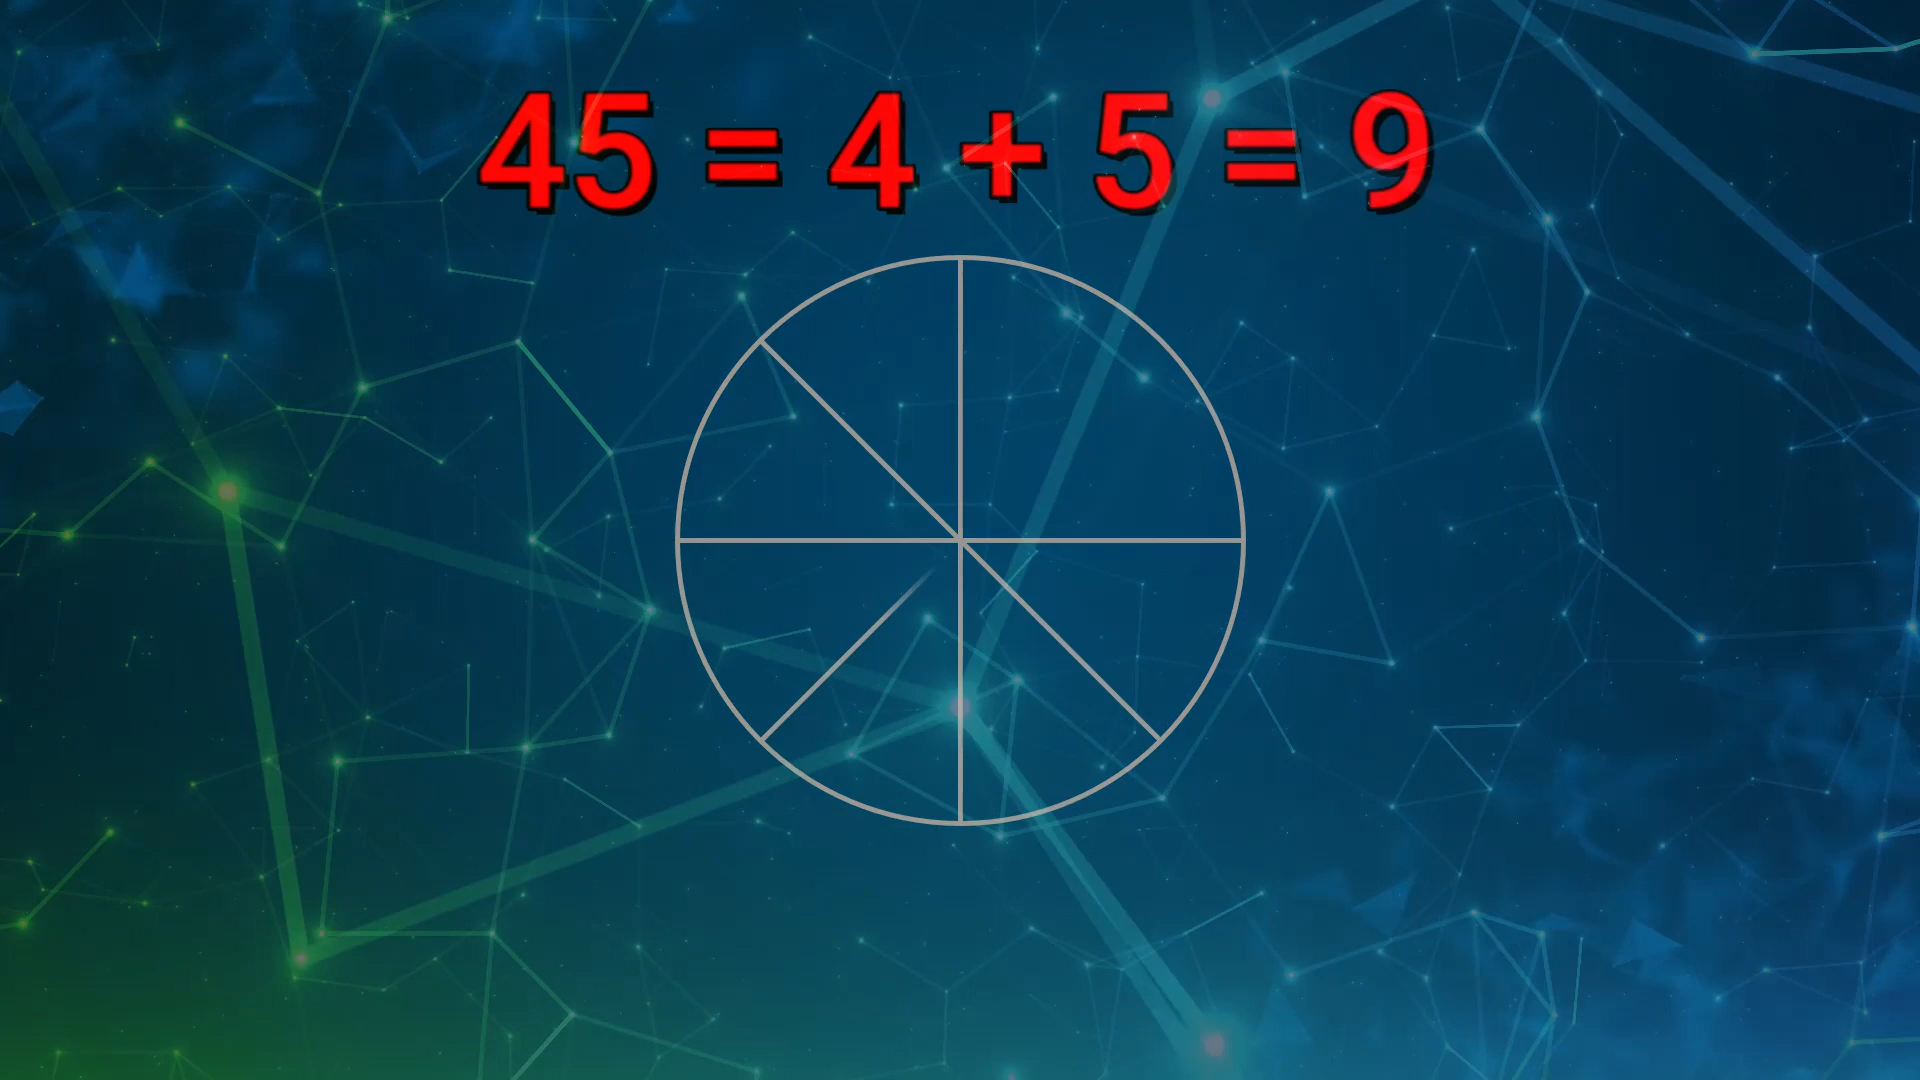 45 = 4 + 5 = 9